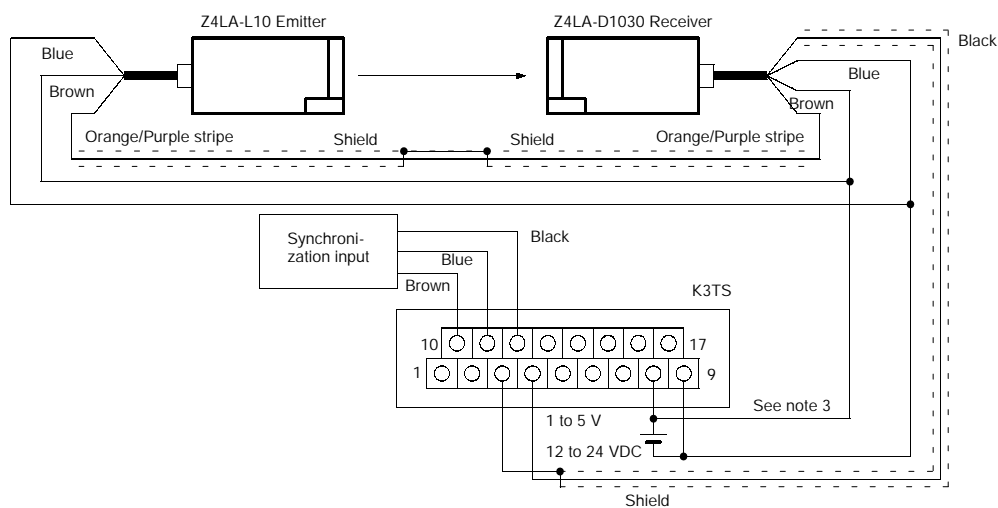 Z4LA-L10 Emitter
Z4LA-D1030 Receiver
Black
Blue
Blue
Brown
Brown
Orange/Purple stripe
Shield
Shield
Orange/Purple stripe
Synchroni-
zation input
Black
Blue
Brown
K3TS
10
17
1
9
See note 3
1 to 5 V
12 to 24 VDC
Shield